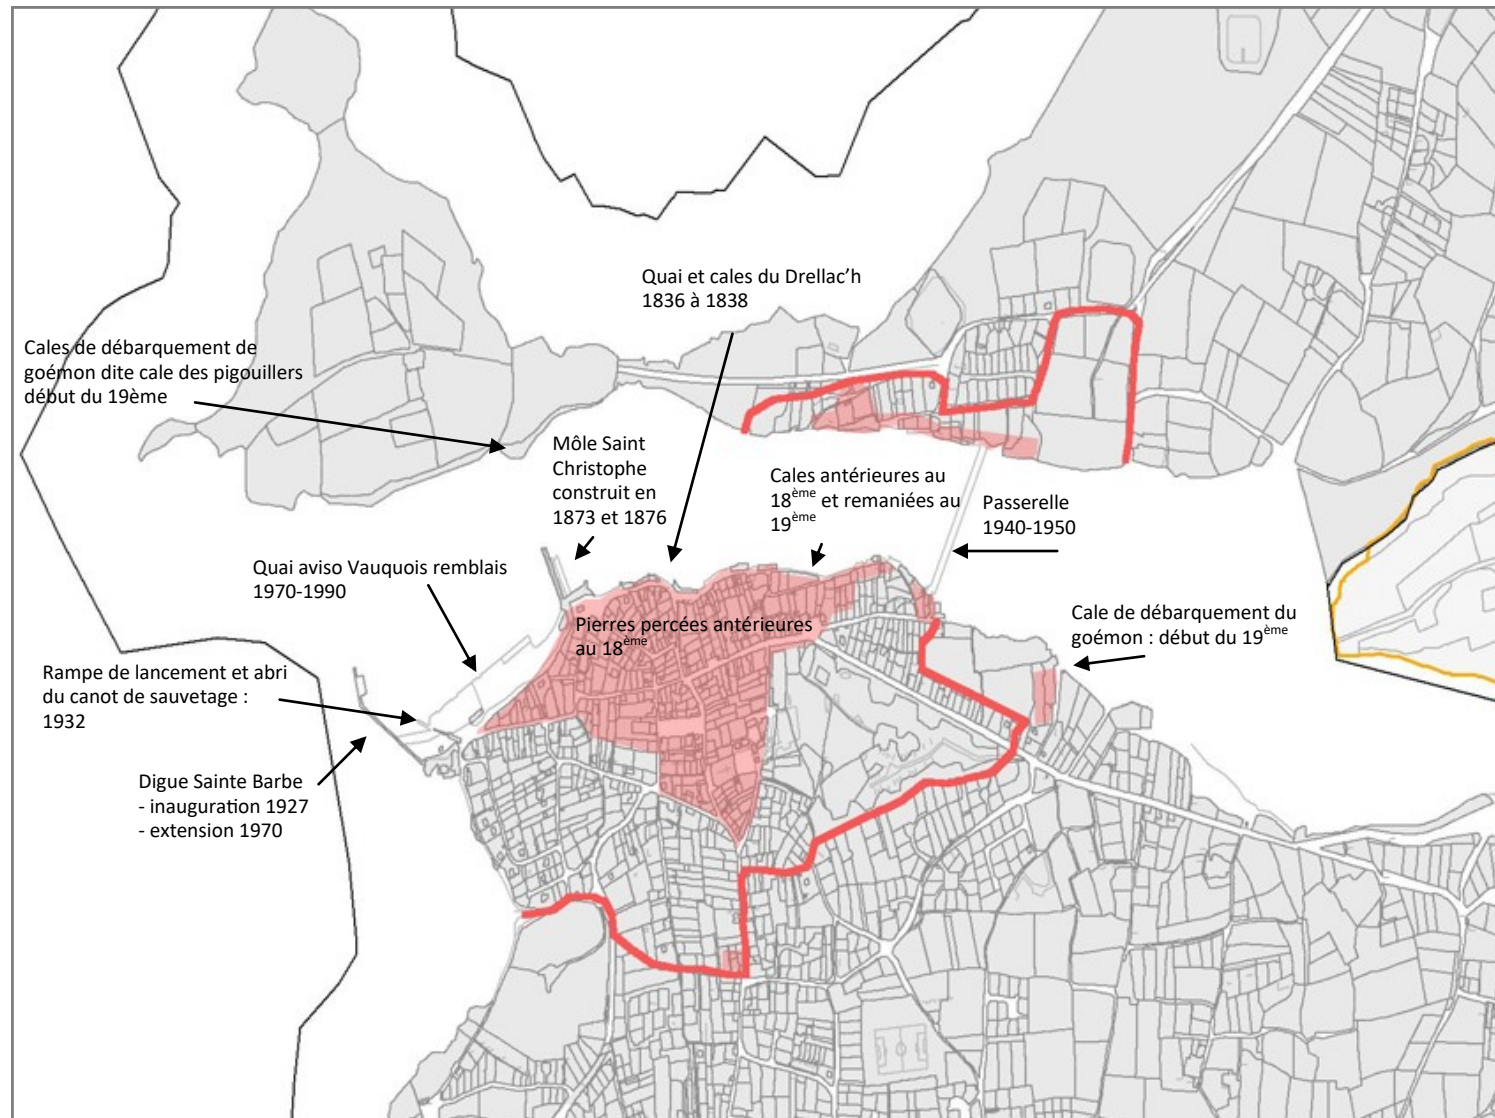 Quai et cales du Drellac’h
1836 à 1838
Cales de débarquement de
goémon dite cale des pigouillers
début du 19ème
Môle Saint
Christophe
construit en
1873 et 1876
Cales antérieures au
18ème et remaniées au
19ème
Passerelle
1940-1950
Quai aviso Vauquois remblais
1970-1990
Pierres percées antérieures
au 18ème
Cale de débarquement du
goémon : début du 19ème
Rampe de lancement et abri
du canot de sauvetage :
1932
Digue Sainte Barbe
- inauguration 1927
- extension 1970